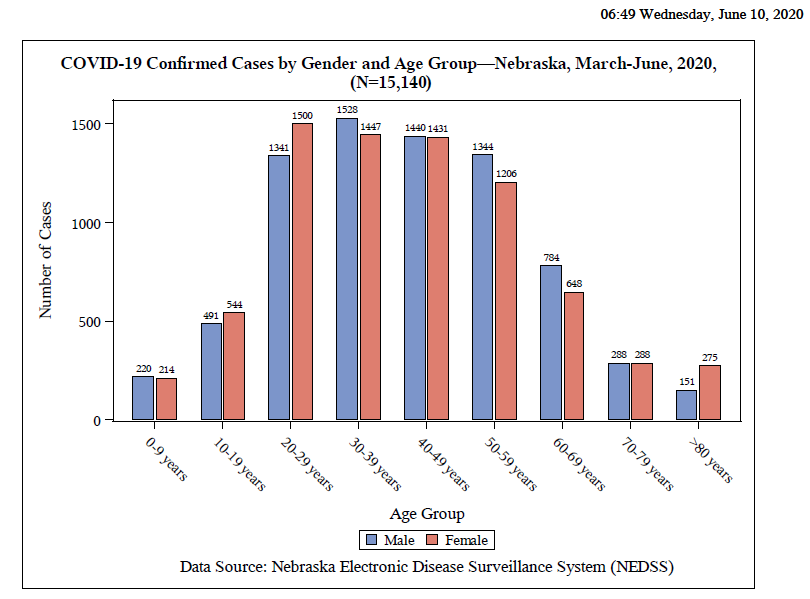 06:49 Wednesday, June 10, 2020
COVID-19 Confirmed Cases by Gender and Age Group—Nebraska, March-June, 2020,
(N=15,140)
Number of Cases
1500
1000
500
0
220 214
491 544
1341 1500
1528 1447
1440 1431
1344 1206
784 648
288 288
151 275
0-9 years
10-19 years
20-29 years
30-39 years
40-49 years
50-59 years
60-69 years
70-79 years
>80 years
Age Group
Male Female
Data Source: Nebraska Electronic Disease Surveillance System (NEDSS)